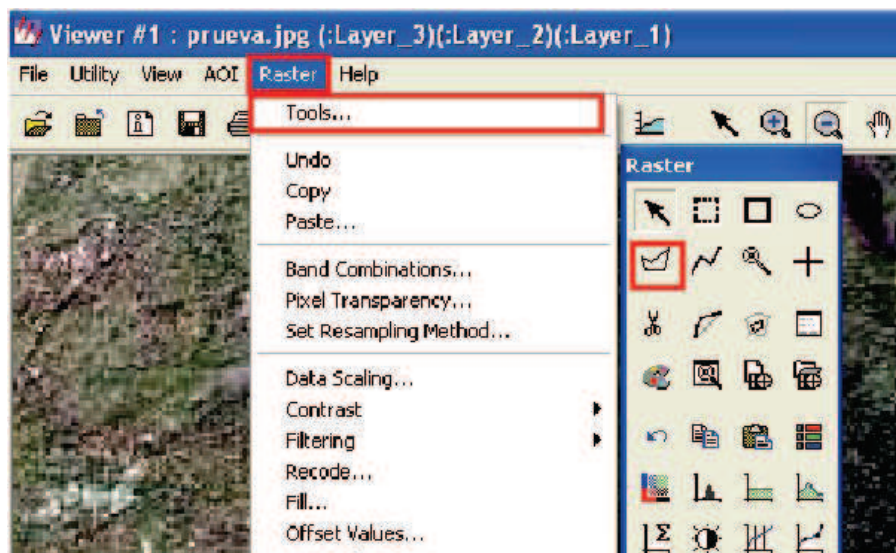 Viewer #1 : prueva.jpg (:Layer_3)(:Layer_2)(:Layer_1)
File Utility View AOI Raster Help
Tools...
Undo
Copy
Paste...
Band Combinations...
Pixel Transparency...
Set Resampling Method...
Data Scaling...
Contrast
Filtering
Recode...
Fill...
Offset Values...
Raster